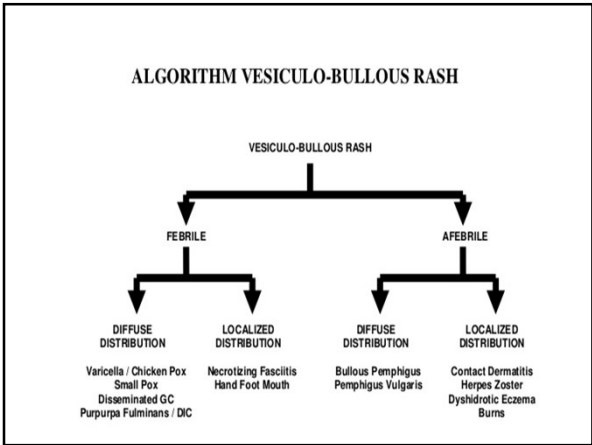 ALGORITHM VESICULO-BULLOUS RASH
VESICULO-BULLOUS RASH
FEBRILE
AFEBRILE
DIFFUSE
DISTRIBUTION
Varicella / Chicken Pox
Small Pox
Disseminated GC
Purpurpa Fulminans / DIC
LOCALIZED
DISTRIBUTION
Necrotizing Fasciitis
Hand Foot Mouth
DIFFUSE
DISTRIBUTION
Bullous Pemphigus
Pemphigus Vulgaris
LOCALIZED
DISTRIBUTION
Contact Dermatitis
Herpes Zoster
Dyshidrotic Eczema
Burns